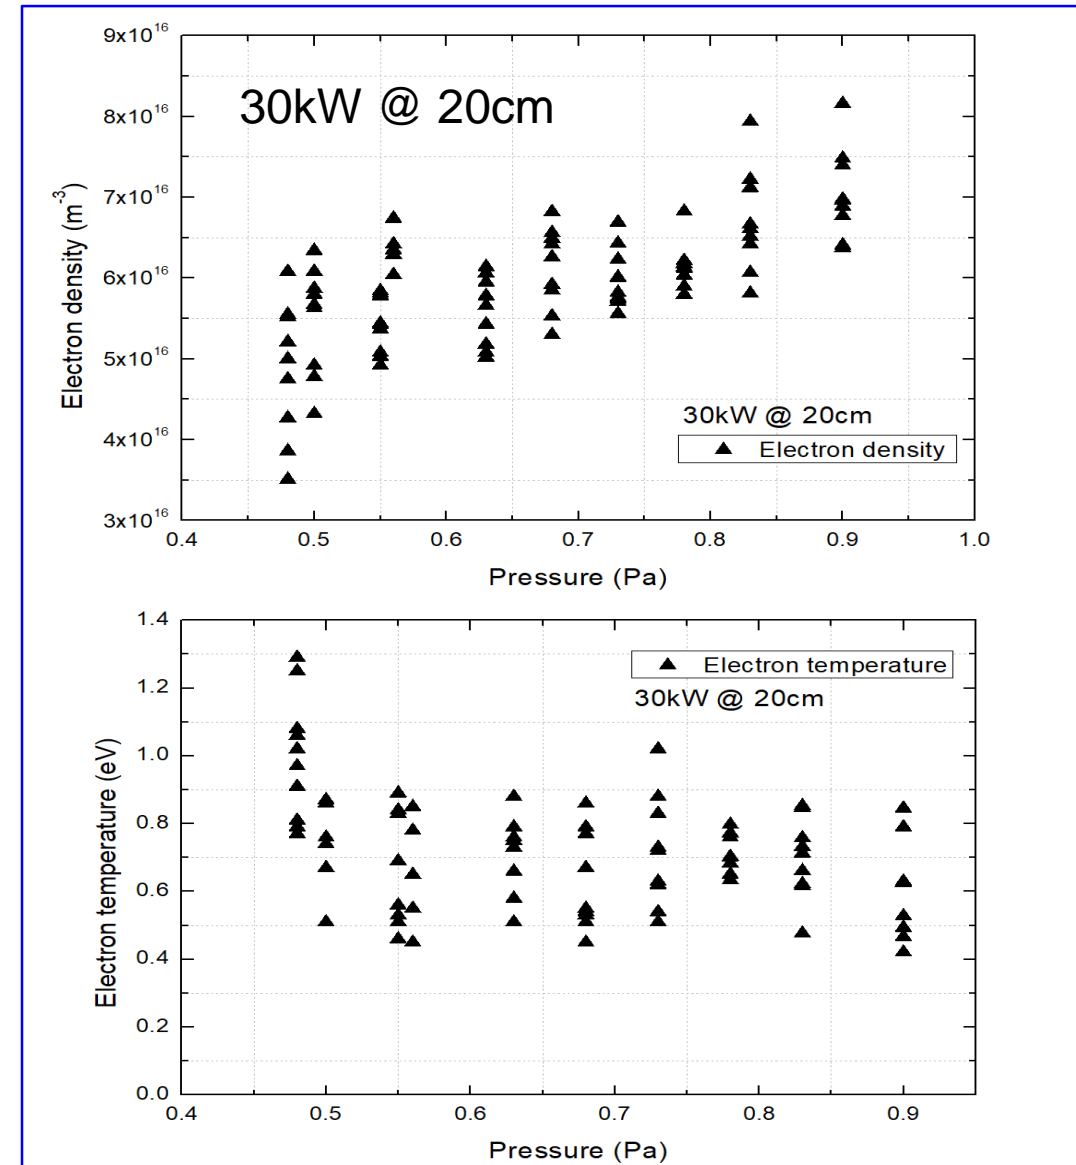 9x10^16
8x10^16
7x10^16
6x10^16
5x10^16
4x10^16
3x10^16
Electron density (m^-3)
30kW @ 20cm
30kW @ 20cm
Electron density
0.4 0.5 0.6 0.7 0.8 0.9 1.0
Pressure (Pa)
1.4
1.2
1.0
0.8
0.6
0.4
0.2
0.0
Electron temperature (eV)
Electron temperature
30kW @ 20cm
0.4 0.5 0.6 0.7 0.8 0.9
Pressure (Pa)